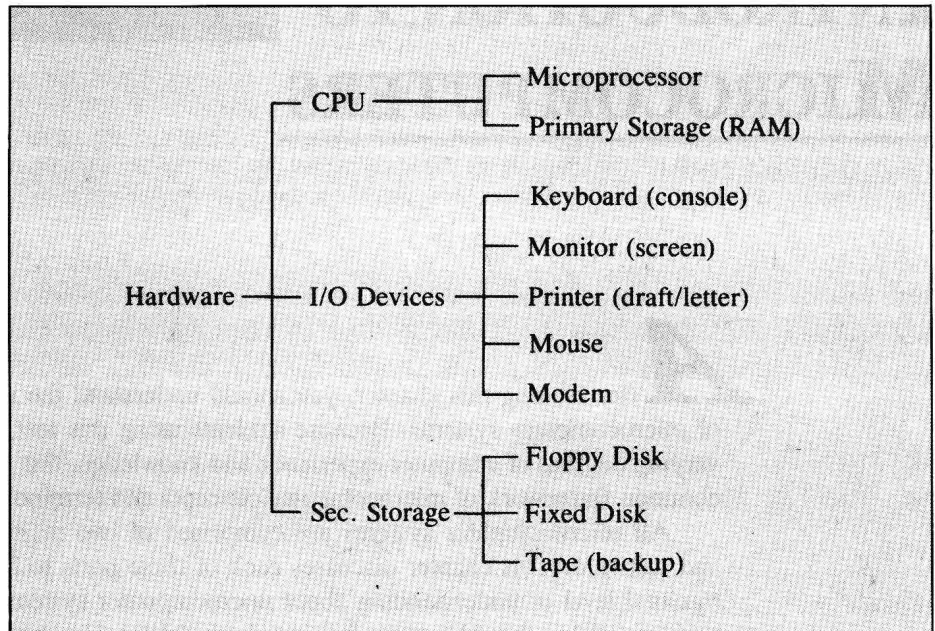 CPU
Microprocessor
Primary Storage (RAM)
Hardware
I/O Devices
Keyboard (console)
Monitor (screen)
Printer (draft/letter)
Mouse
Modem
Sec. Storage
Floppy Disk
Fixed Disk
Tape (backup)